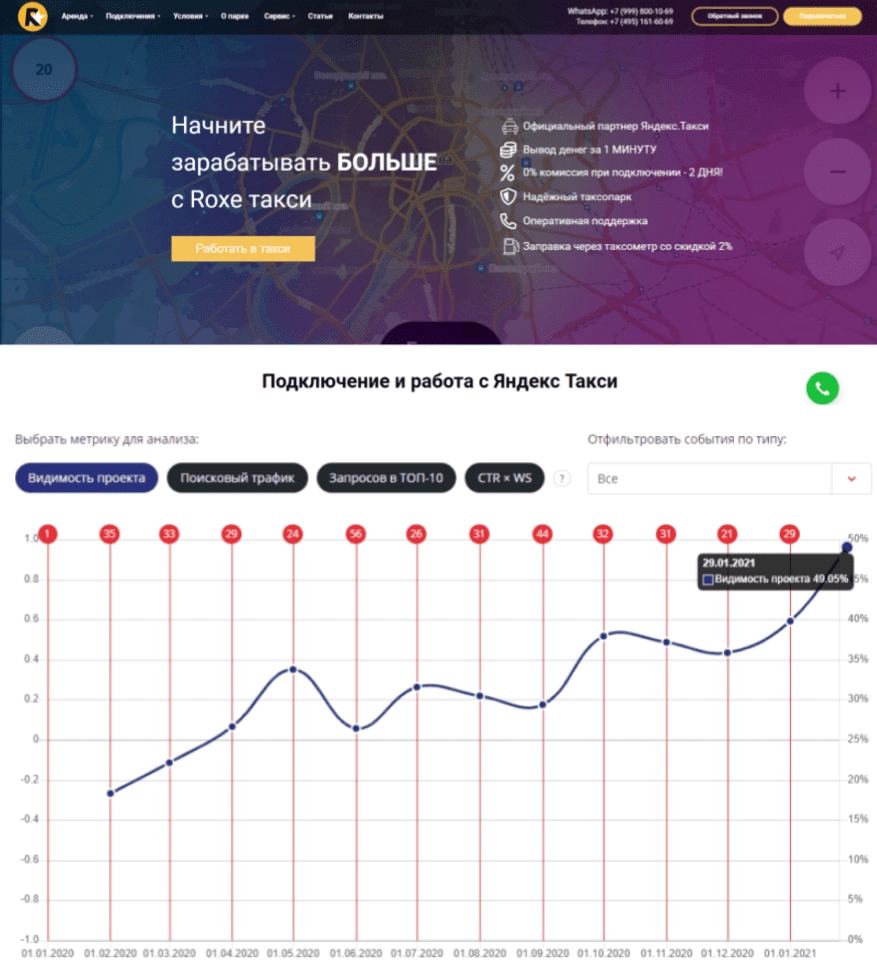 R
Аренда
Подключения
Условия
О парке
Сервис
Статьи
Контакты
WhatsApp: +7 (999) 800-10-69
Телефон: +7 (495) 161-60-69
Обратный звонок
Подключиться
20
Начните
зарабатывать БОЛЬШЕ
с Roxe такси
Работать в такси
Официальный партнер Яндекс.Такси
Вывод денег за 1 МИНУТУ
0% комиссия при подключении - 2 ДНЯ!
Надёжный таксопарк
Оперативная поддержка
Заправка через таксометр со скидкой 2%
Подключение и работа с Яндекс Такси
Выбрать метрику для анализа:
Отфильтровать события по типу:
Видимость проекта
Поисковый трафик
Запросов в ТОП-10
CTR × WS
?
Все
1 35 33 29 24 56 26 31 44 32 31 21 29
29.01.2021
Видимость проекта 49.05%
1.0 50%
0.8 5%
0.6 40%
0.4 35%
0.2 30%
0 25%
-0.2 20%
-0.4 15%
-0.6 10%
-0.8 5%
-1.0 0%
01.01.2020 01.02.2020 01.03.2020 01.04.2020 01.05.2020 01.06.2020 01.07.2020 01.08.2020 01.09.2020 01.10.2020 01.11.2020 01.12.2020 01.01.2021